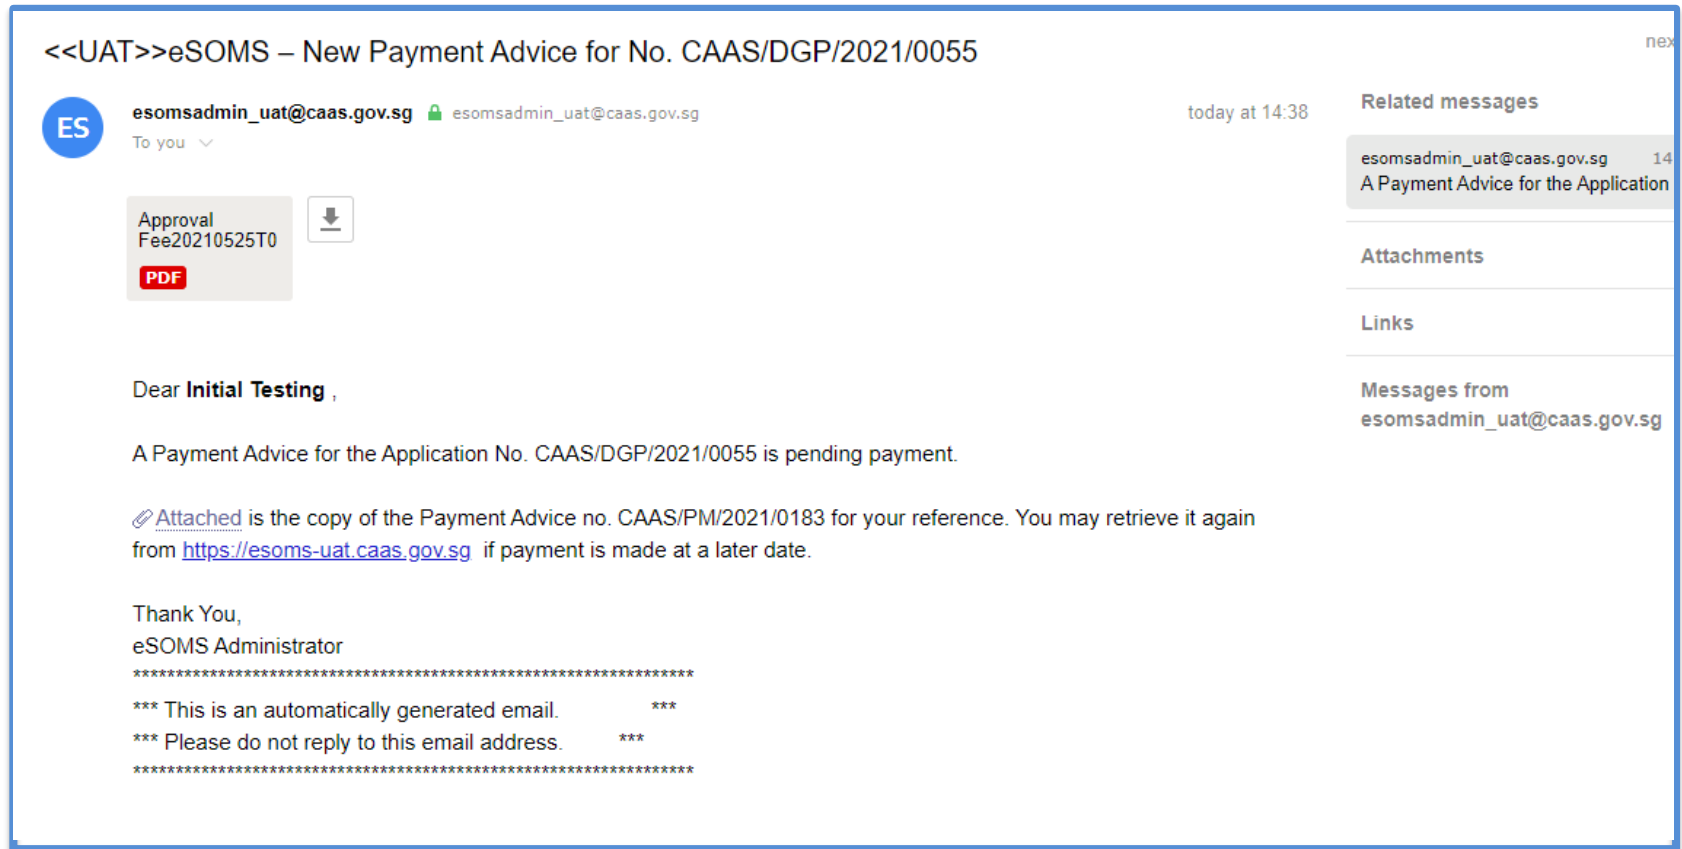 <<UAT>>eSOMS – New Payment Advice for No. CAAS/DGP/2021/0055
ES
esomsadmin_uat@caas.gov.sg esomsadmin_uat@caas.gov.sg
today at 14:38
To you
Approval
Fee20210525T0
PDF
Dear Initial Testing ,
A Payment Advice for the Application No. CAAS/DGP/2021/0055 is pending payment.
Attached is the copy of the Payment Advice no. CAAS/PM/2021/0183 for your reference. You may retrieve it again
from https://esoms-uat.caas.gov.sg if payment is made at a later date.
Thank You,
eSOMS Administrator
******************************************************************
*** This is an automatically generated email. ***
*** Please do not reply to this email address. ***
******************************************************************
nex
Related messages
esomsadmin_uat@caas.gov.sg 14
A Payment Advice for the Application
Attachments
Links
Messages from
esomsadmin_uat@caas.gov.sg